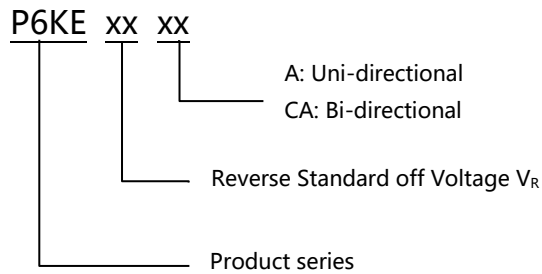 P6KE xx xx
A: Uni-directional
CA: Bi-directional
Reverse Standard off Voltage VR
Product series